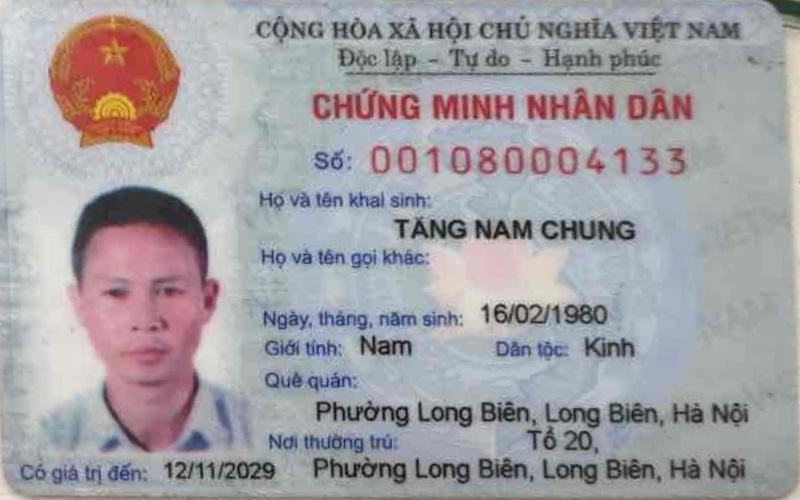 CỘNG HÒA XÃ HỘI CHỦ NGHĨA VIỆT NAM
Độc lập - Tự do - Hạnh phúc
CHỨNG MINH NHÂN DÂN
Số: 001080004133
Họ và tên khai sinh:
TĂNG NAM CHUNG
Họ và tên gọi khác:
Ngày, tháng, năm sinh: 16/02/1980
Giới tính: Nam Dân tộc: Kinh
Quê quán:
Phường Long Biên, Long Biên, Hà Nội
Nơi thường trú: Tổ 20,
Phường Long Biên, Long Biên, Hà Nội
Có giá trị đến: 12/11/2029